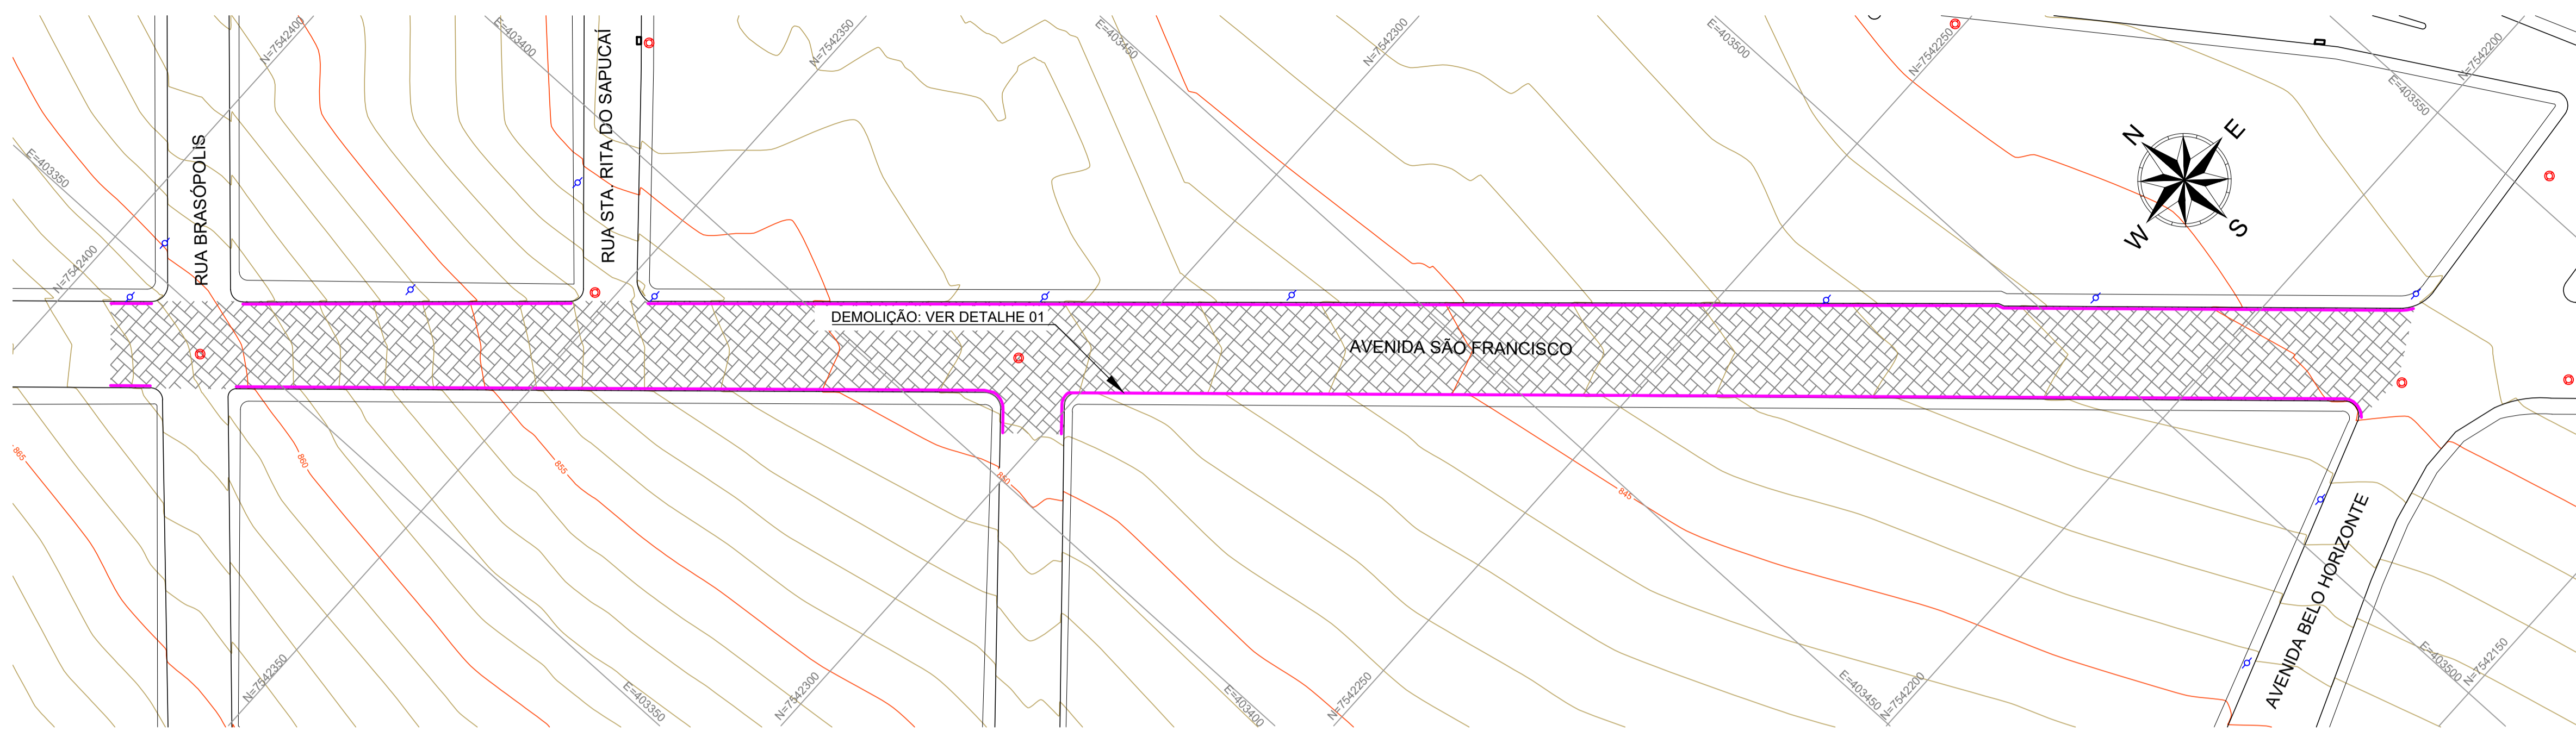 N=7542400
E=403400
RUA STA. RITA DO SAPUCAÍ
N=7542350
E=403460
N=7542300
E=403500
N=7542250
E=403550
N=7542200
E=403350
RUA BRASÓPOLIS
N=7542400
N
E
W
S
DEMOLIÇÃO: VER DETALHE 01
AVENIDA SÃO FRANCISCO
865
860
855
850
845
AVENIDA BELO HORIZONTE
N=7542350
E=403350
N=7542300
E=403400
N=7542250
E=403450
N=7542200
E=403500
N=7542150